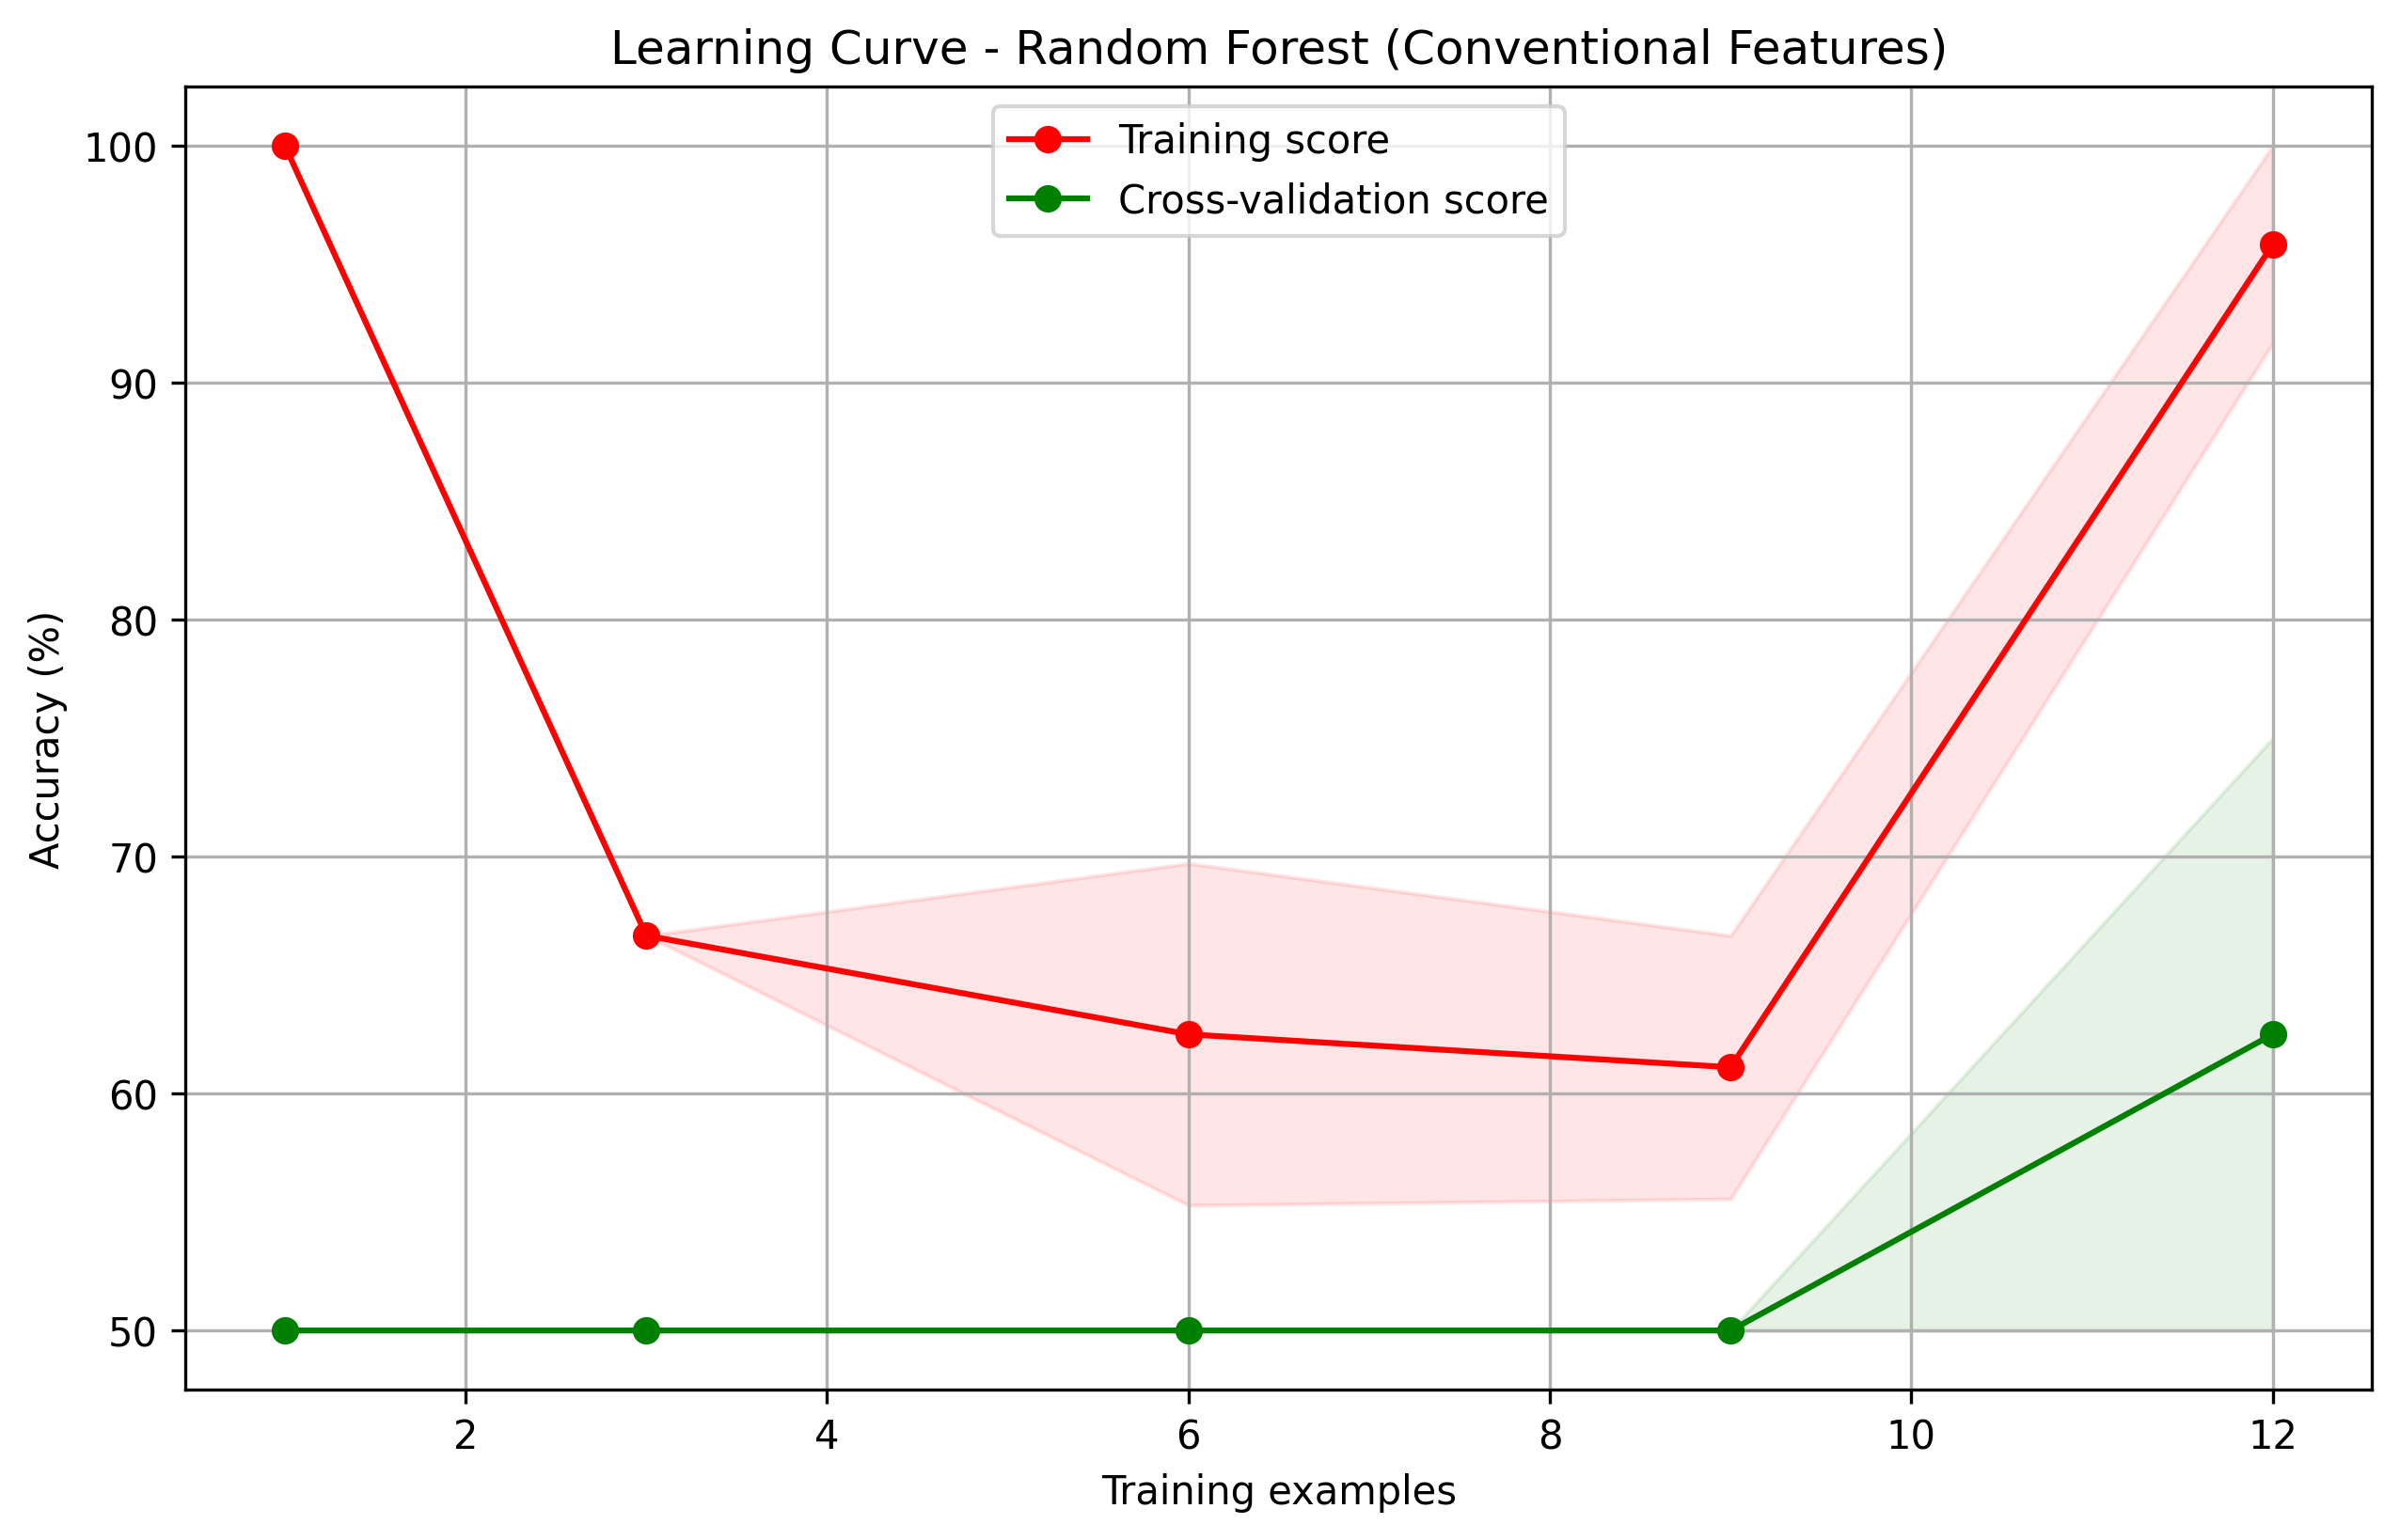 Learning Curve - Random Forest (Conventional Features)
Training score
Cross-validation score
100
90
80
70
60
50
Accuracy (%)
2 4 6 8 10 12
Training examples